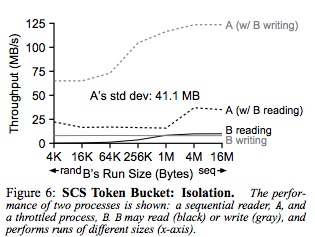 125
100
75
50
25
0
Throughput (MB/s)
A (w/ B writing)
A's std dev: 41.1 MB
A (w/ B reading)
B reading
B writing
4K 16K 64K 256K 1M 4M 16M
rand B's Run Size (Bytes) seq
Figure 6: SCS Token Bucket: Isolation. The perfor-
mance of two processes is shown: a sequential reader, A, and
a throttled process, B. B may read (black) or write (gray), and
performs runs of different sizes (x-axis).